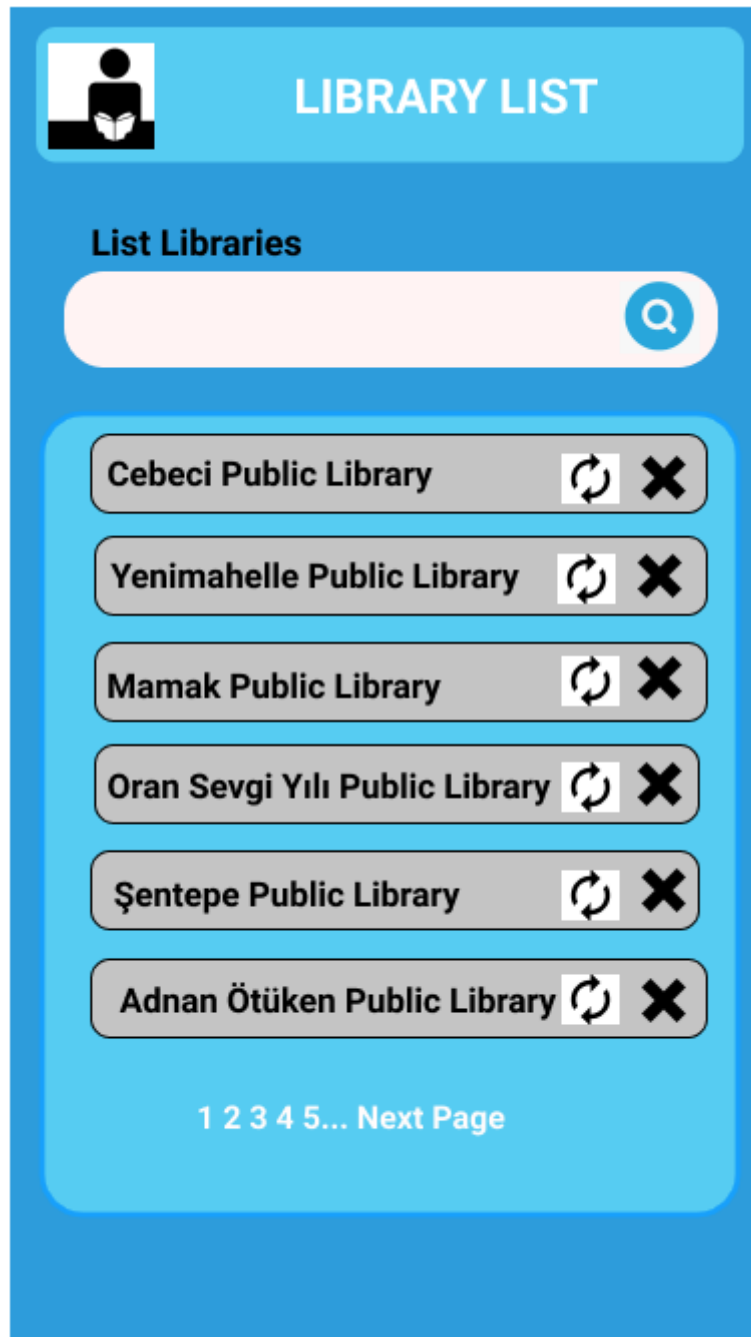 LIBRARY LIST
List Libraries
Cebeci Public Library
Yenimahelle Public Library
Mamak Public Library
Oran Sevgi Yılı Public Library
Şentepe Public Library
Adnan Ötüken Public Library
1 2 3 4 5... Next Page